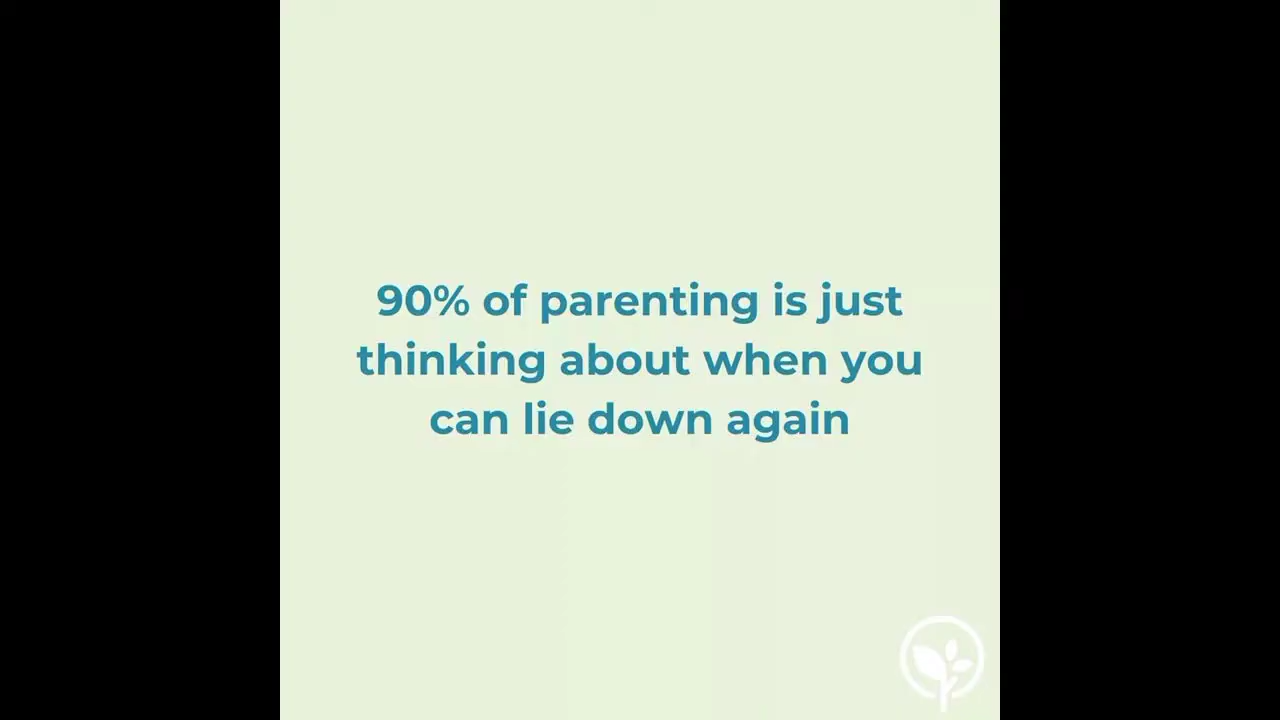 90% of parenting is just
thinking about when you
can lie down again